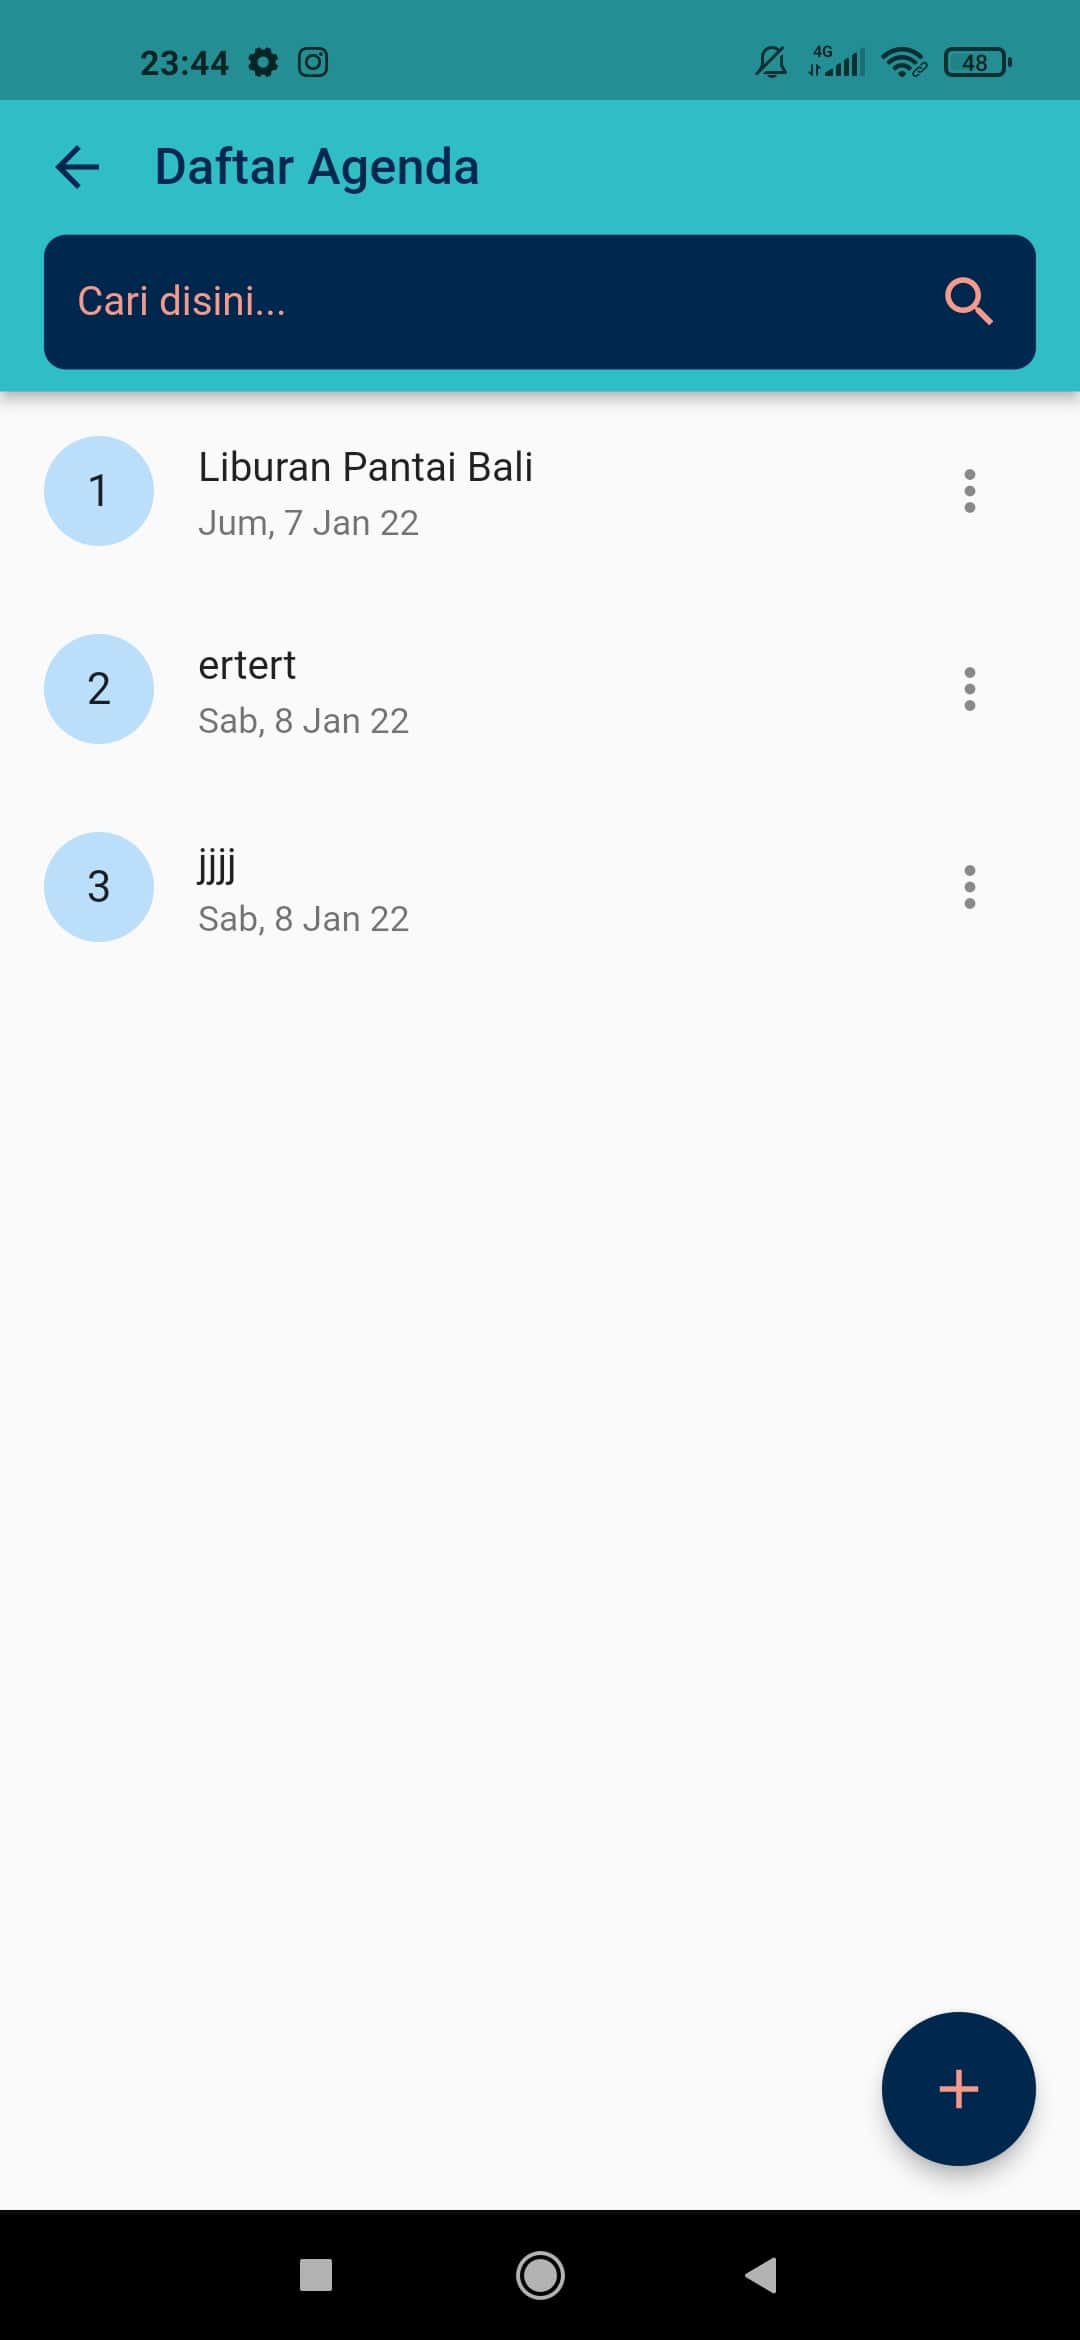 23:44
4G
48
Daftar Agenda
Cari disini...
1
Liburan Pantai Bali
Jum, 7 Jan 22
2
ertert
Sab, 8 Jan 22
3
jjjj
Sab, 8 Jan 22